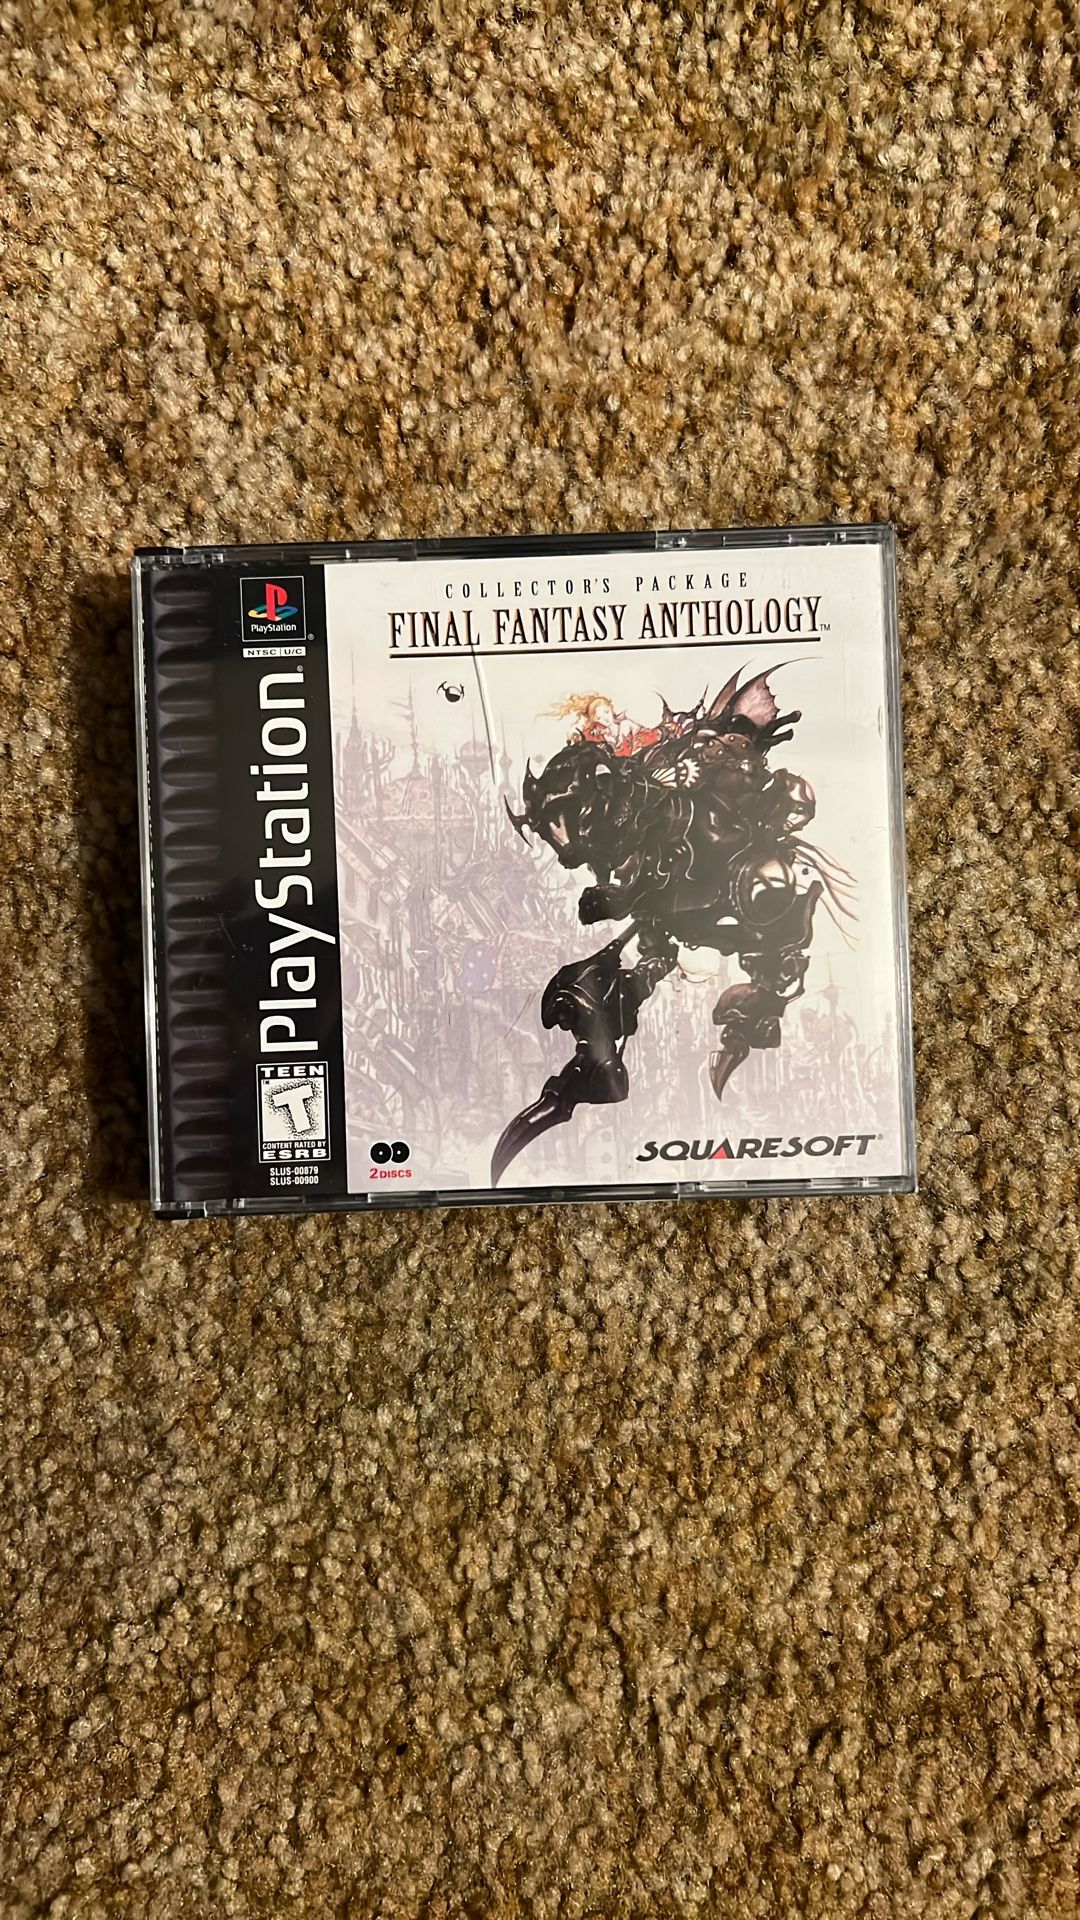 PlayStation
NTSC U/C
PlayStation
TEEN
T
CONTENT RATED BY
ESRB
SLUS-00879
SLUS-00900
COLLECTOR'S PACKAGE
FINAL FANTASY ANTHOLOGY™
2 DISCS
SQUARESOFT®